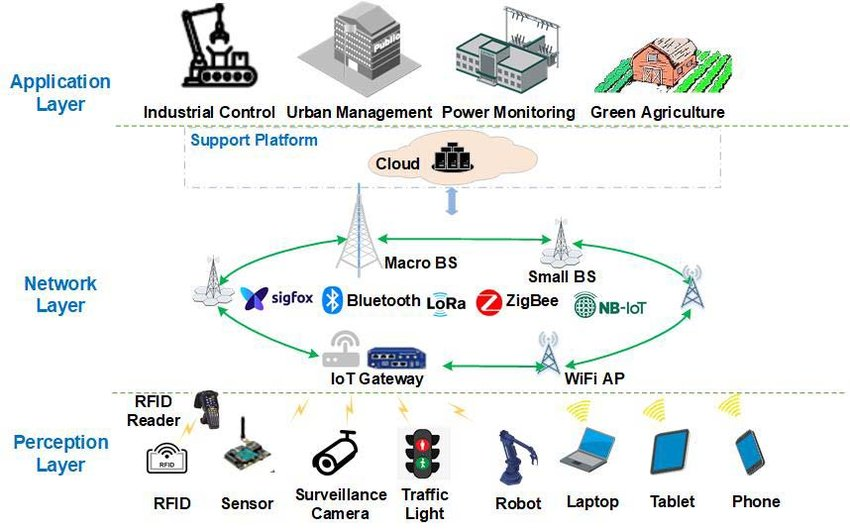 Application
Layer
Public
Industrial Control
Urban Management
Power Monitoring
Green Agriculture
Support Platform
Cloud
Macro BS
Small BS
Network
Layer
sigfox
Bluetooth
LoRa
ZigBee
NB-IoT
IoT Gateway
WiFi AP
RFID
Reader
Perception
Layer
RFID
RFID
Sensor
Surveillance
Camera
Traffic
Light
Robot
Laptop
Tablet
Phone